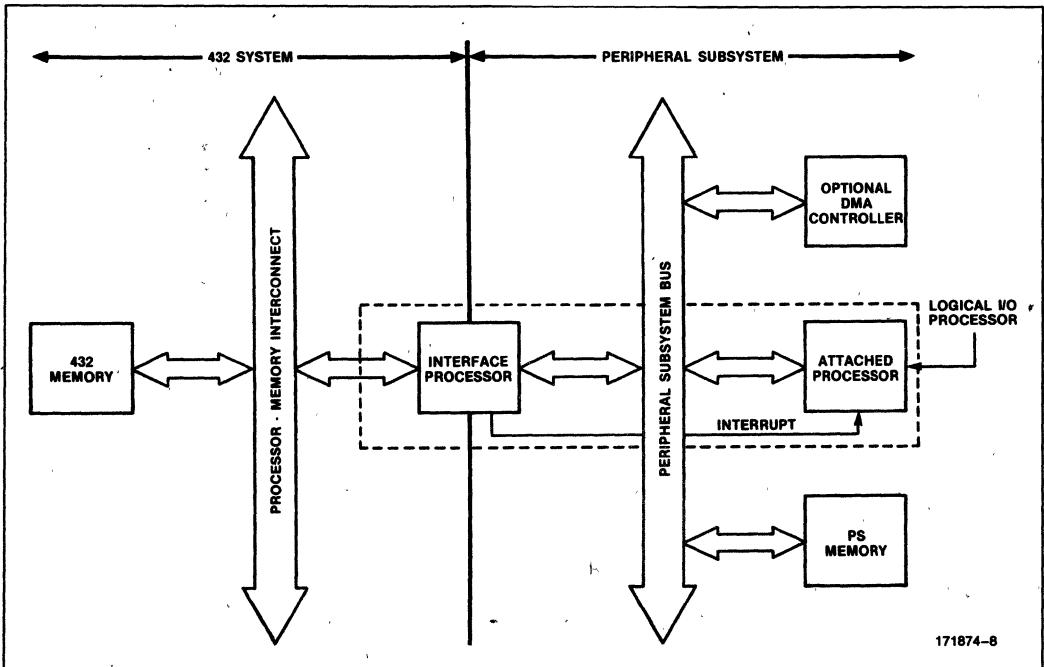 432 SYSTEM
PERIPHERAL SUBSYSTEM
OPTIONAL
DMA
CONTROLLER
PROCESSOR - MEMORY INTERCONNECT
PERIPHERAL SUBSYSTEM BUS
LOGICAL I/O
PROCESSOR
432
MEMORY
INTERFACE
PROCESSOR
ATTACHED
PROCESSOR
INTERRUPT
PS
MEMORY
171874–8